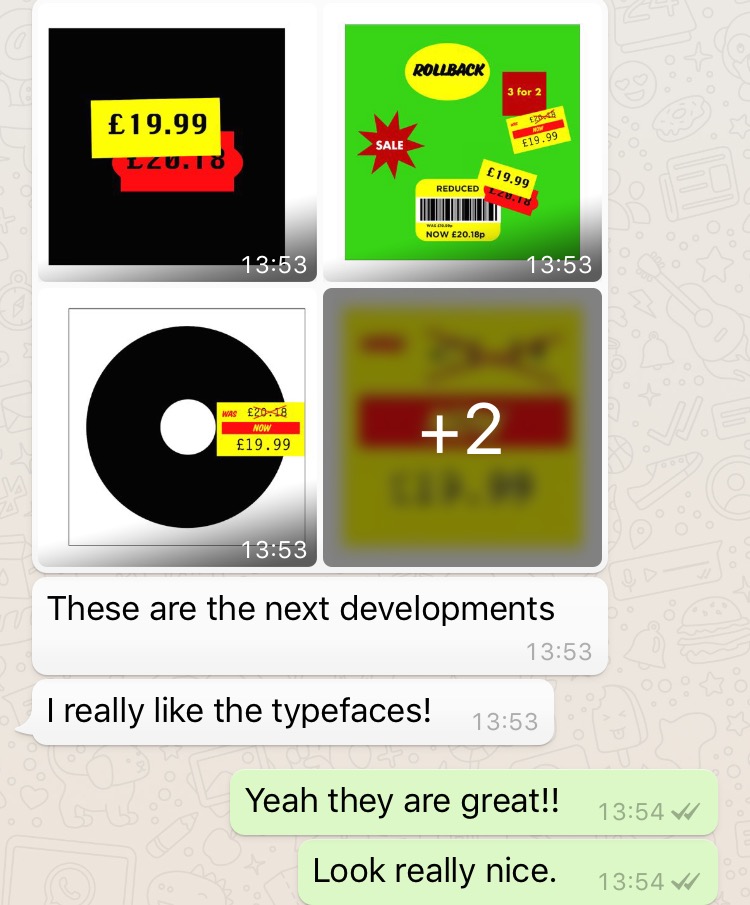 £19.99
£20.18
13:53
ROLLBACK
3 for 2
£20.18
NOW
£19.99
SALE
£19.99
£20.18
REDUCED
NOW £20.18p
13:53
WAS £20.18
NOW
£19.99
13:53
+2
These are the next developments
13:53
I really like the typefaces! 13:53
Yeah they are great!! 13:54
Look really nice. 13:54